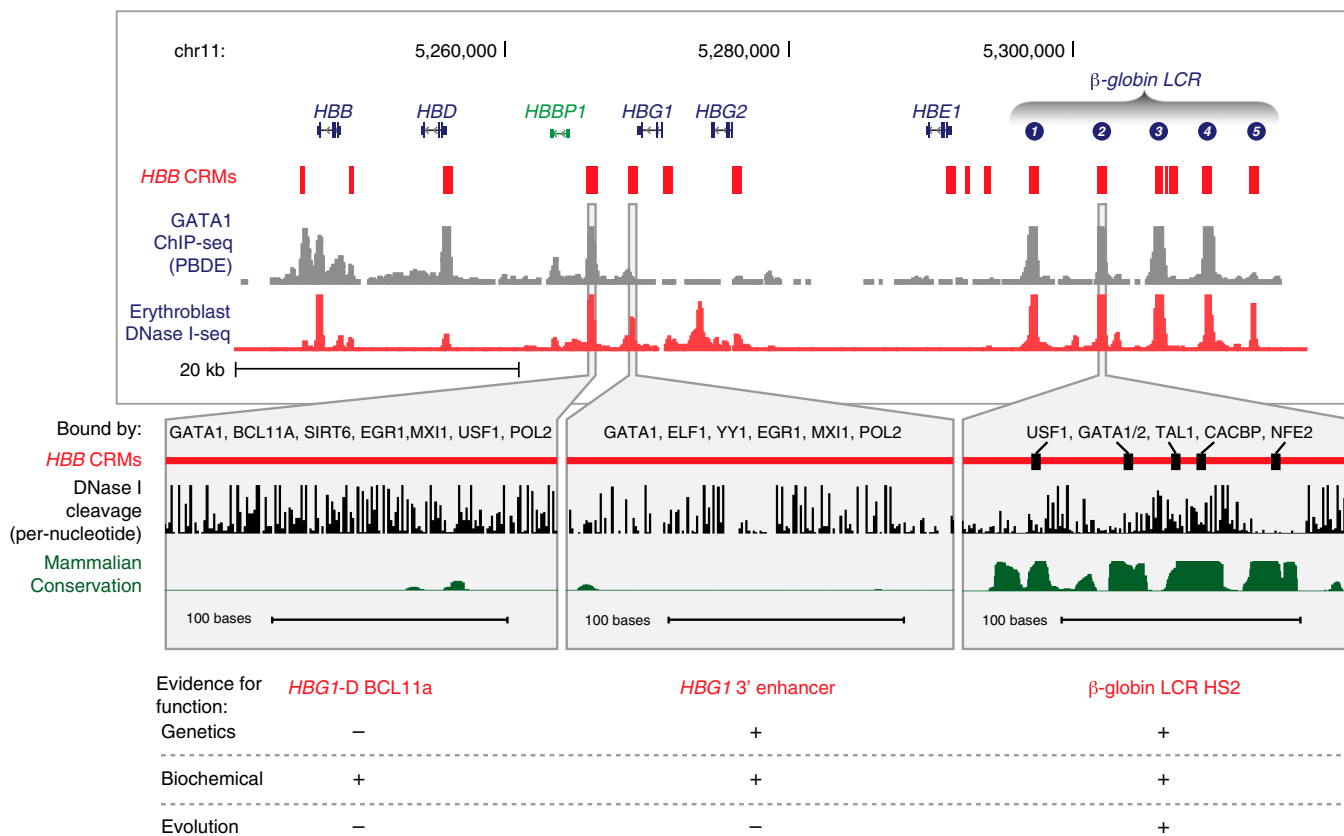 chr11: 5,260,000 5,280,000 5,300,000
β-globin LCR
HBB HBD HBBP1 HBG1 HBG2 HBE1
1 2 3 4 5
HBB CRMs
GATA1
ChIP-seq
(PBDE)
Erythroblast
DNase I-seq
20 kb
Bound by: GATA1, BCL11A, SIRT6, EGR1,MXI1, USF1, POL2 GATA1, ELF1, YY1, EGR1, MXI1, POL2 USF1, GATA1/2, TAL1, CACBP, NFE2
HBB CRMs
DNase I
cleavage
(per-nucleotide)
Mammalian
Conservation
100 bases 100 bases 100 bases
Evidence for
function:
HBG1-D BCL11a HBG1 3' enhancer β-globin LCR HS2
Genetics − + +
Biochemical + + +
Evolution − − +